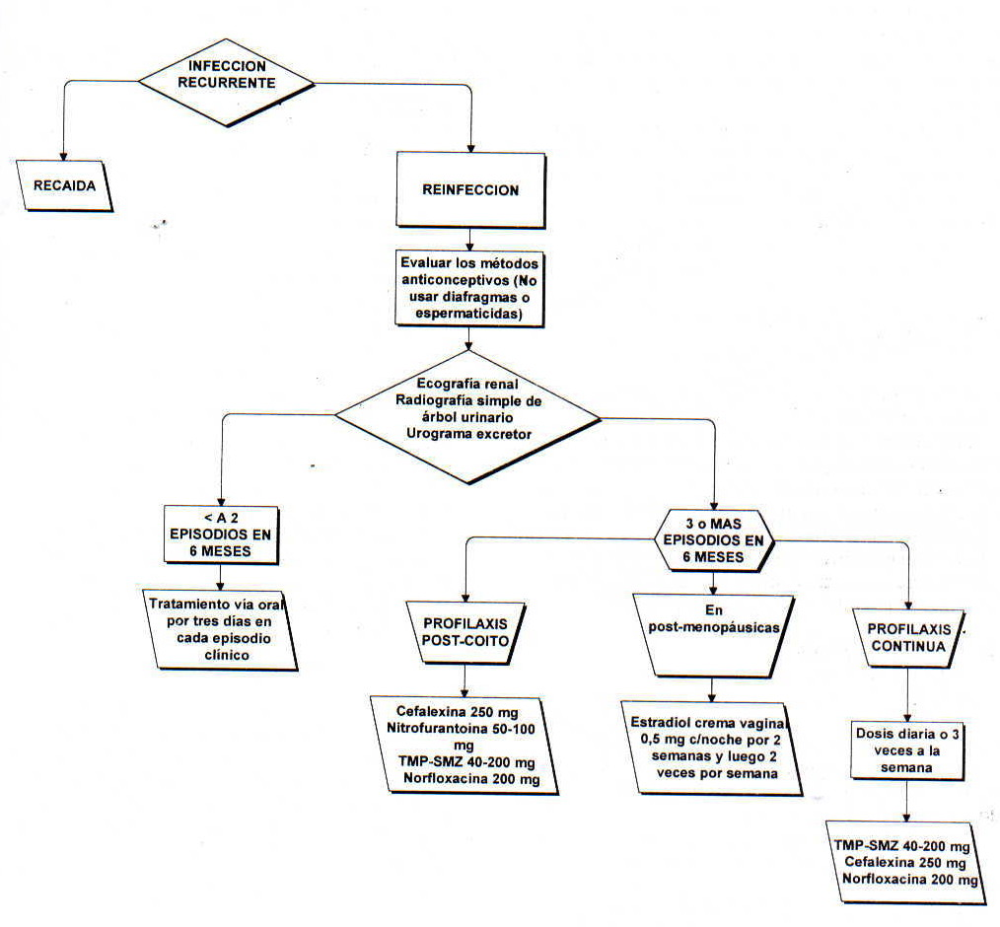 INFECCION
RECURRENTE
RECAIDA
REINFECCION
Evaluar los métodos
anticonceptivos (No
usar diafragmas o
espermaticidas)
Ecografía renal
Radiografía simple de
árbol urinario
Urograma excretor
< A 2
EPISODIOS EN
6 MESES
Tratamiento vía oral
por tres días en
cada episodio
clínico
3 o MAS
EPISODIOS EN
6 MESES
PROFILAXIS
POST-COITO
Cefalexina 250 mg
Nitrofurantoina 50-100
mg
TMP-SMZ 40-200 mg
Norfloxacina 200 mg
En
post-menopáusicas
Estradiol crema vaginal
0,5 mg c/noche por 2
semanas y luego 2
veces por semana
PROFILAXIS
CONTINUA
Dosis diaria o 3
veces a la
semana
TMP-SMZ 40-200 mg
Cefalexina 250 mg
Norfloxacina 200 mg